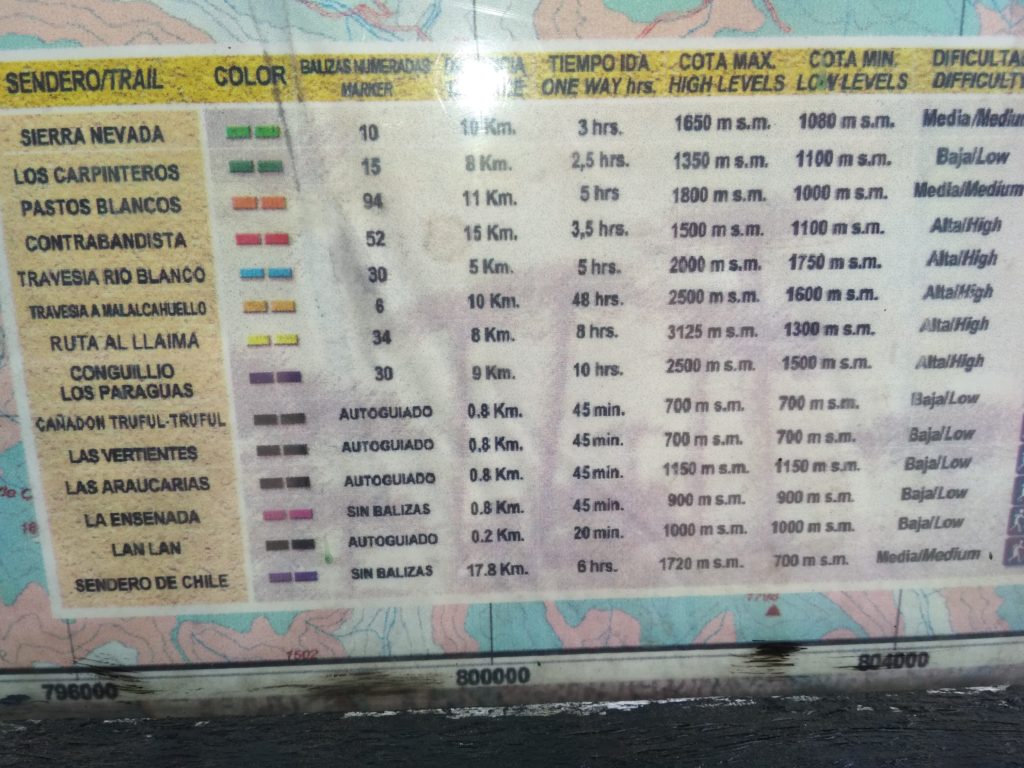 SENDERO/TRAIL COLOR BALIZAS NUMERADAS TIEMPO IDA COTA MAX. COTA MIN. DIFICULTA
MARKER ONE WAY hrs. HIGH LEVELS LOW LEVELS DIFFICULTY
SIERRA NEVADA 10 10 Km. 3 hrs. 1650 m s.m. 1080 m s.m. Media/Medium
LOS CARPINTEROS 15 8 Km. 2,5 hrs. 1350 m s.m. 1100 m s.m. Baja/Low
PASTOS BLANCOS 94 11 Km. 5 hrs 1800 m s.m. 1000 m s.m. Media/Medium
CONTRABANDISTA 52 15 Km. 3,5 hrs. 1500 m s.m. 1100 m s.m. Alta/High
TRAVESIA RIO BLANCO 30 5 Km. 5 hrs. 2000 m s.m. 1750 m s.m. Alta/High
TRAVESIA A MALALCAHUELLO 6 10 Km. 48 hrs. 2500 m s.m. 1600 m s.m. Alta/High
RUTA AL LLAIMA 34 8 Km. 8 hrs. 3125 m s.m. 1300 m s.m. Alta/High
CONGUILLIO
LOS PARAGUAS 30 9 Km. 10 hrs. 2500 m s.m. 1500 m s.m. Alta/High
CAÑADON TRUFUL-TRUFUL AUTOGUIADO 0.8 Km. 45 min. 700 m s.m. 700 m s.m. Baja/Low
LAS VERTIENTES AUTOGUIADO 0.8 Km. 45 min. 700 m s.m. 700 m s.m. Baja/Low
LAS ARAUCARIAS AUTOGUIADO 0.8 Km. 45 min. 1150 m s.m. 1150 m s.m. Baja/Low
LA ENSENADA SIN BALIZAS 0.8 Km. 45 min. 900 m s.m. 900 m s.m. Baja/Low
LAN LAN AUTOGUIADO 0.2 Km. 20 min. 1000 m s.m. 1000 m s.m. Baja/Low
SENDERO DE CHILE SIN BALIZAS 17.8 Km. 6 hrs. 1720 m s.m. 700 m s.m. Media/Medium
1502
796000 800000 804000